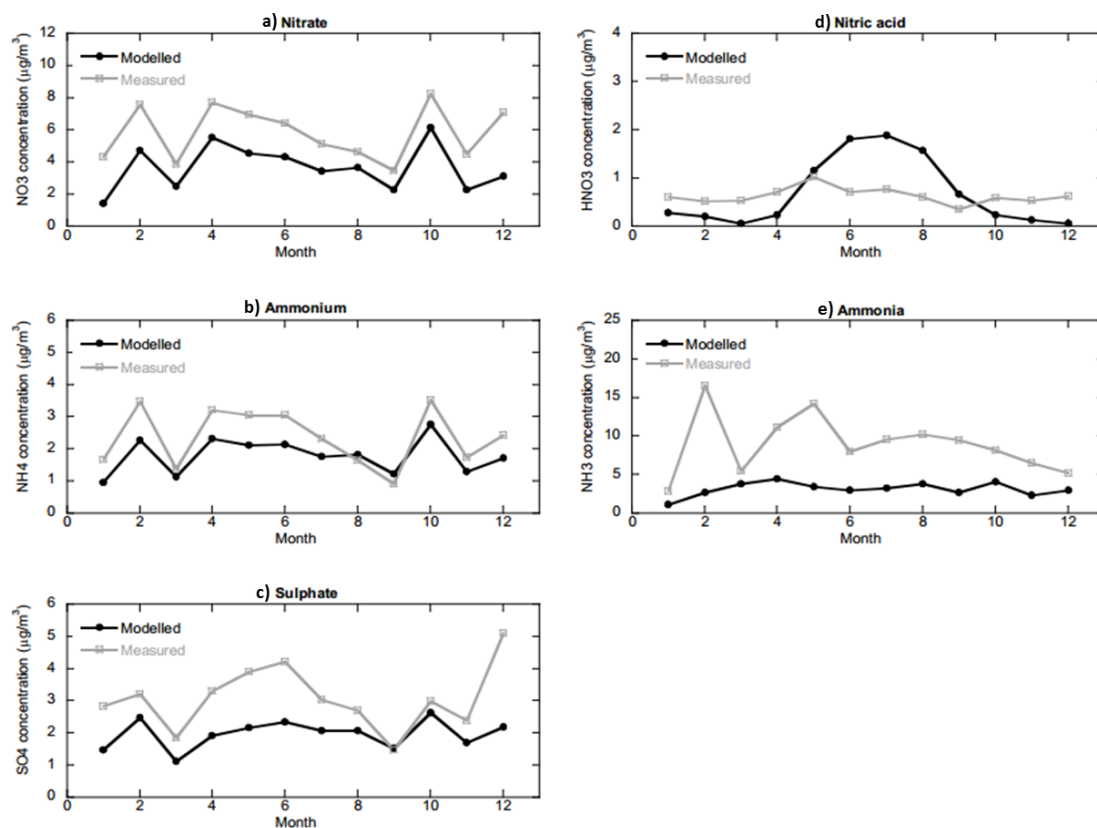 a) Nitrate
NO3 concentration (µg/m³)
12
10
8
6
4
2
0
Modelled
Measured
0 2 4 6 8 10 12
Month
b) Ammonium
NH4 concentration (µg/m³)
6
5
4
3
2
1
0
Modelled
Measured
0 2 4 6 8 10 12
Month
c) Sulphate
SO4 concentration (µg/m³)
6
5
4
3
2
1
0
Modelled
Measured
0 2 4 6 8 10 12
Month
d) Nitric acid
HNO3 concentration (µg/m³)
4
3
2
1
0
Modelled
Measured
0 2 4 6 8 10 12
Month
e) Ammonia
NH3 concentration (µg/m³)
25
20
15
10
5
0
Modelled
Measured
0 2 4 6 8 10 12
Month